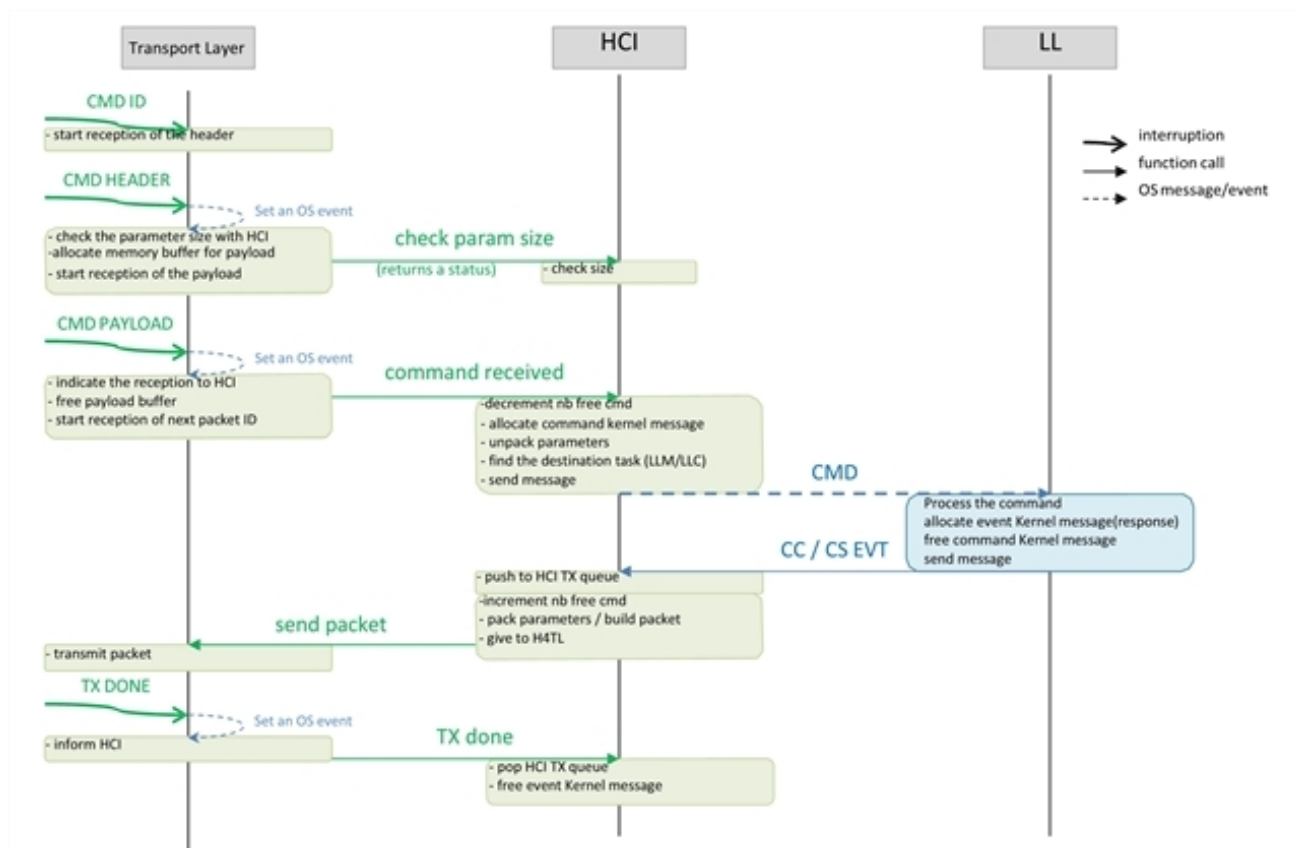 Transport Layer
HCI
LL
CMD ID
- start reception of the header
interruption
function call
OS message/event
CMD HEADER
Set an OS event
- check the parameter size with HCI
-allocate memory buffer for payload
- start reception of the payload
check param size
(returns a status)
- check size
CMD PAYLOAD
Set an OS event
- indicate the reception to HCI
- free payload buffer
- start reception of next packet ID
command received
-decrement nb free cmd
- allocate command kernel message
- unpack parameters
- find the destination task (LLM/LLC)
- send message
CMD
Process the command
allocate event Kernel message(response)
free command Kernel message
send message
CC / CS EVT
- push to HCI TX queue
-increment nb free cmd
- pack parameters / build packet
- give to H4TL
send packet
- transmit packet
TX DONE
Set an OS event
- inform HCI
TX done
- pop HCI TX queue
- free event Kernel message